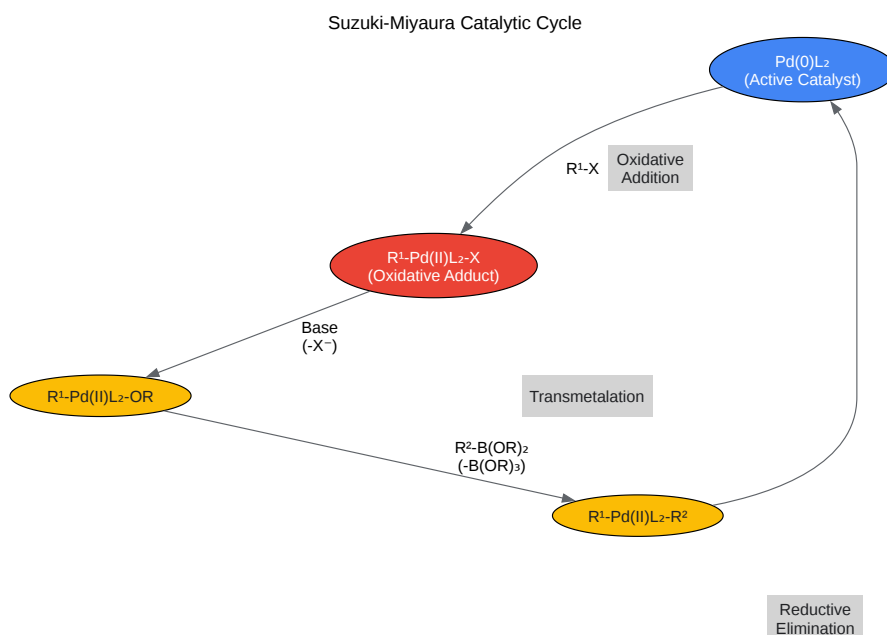 Suzuki-Miyaura Catalytic Cycle
Pd(0)L₂
(Active Catalyst)
R¹-X
Oxidative
Addition
R¹-Pd(II)L₂-X
(Oxidative Adduct)
Base
(-X⁻)
R¹-Pd(II)L₂-OR
Transmetalation
R²-B(OR)₂
(-B(OR)₃)
R¹-Pd(II)L₂-R²
Reductive
Elimination